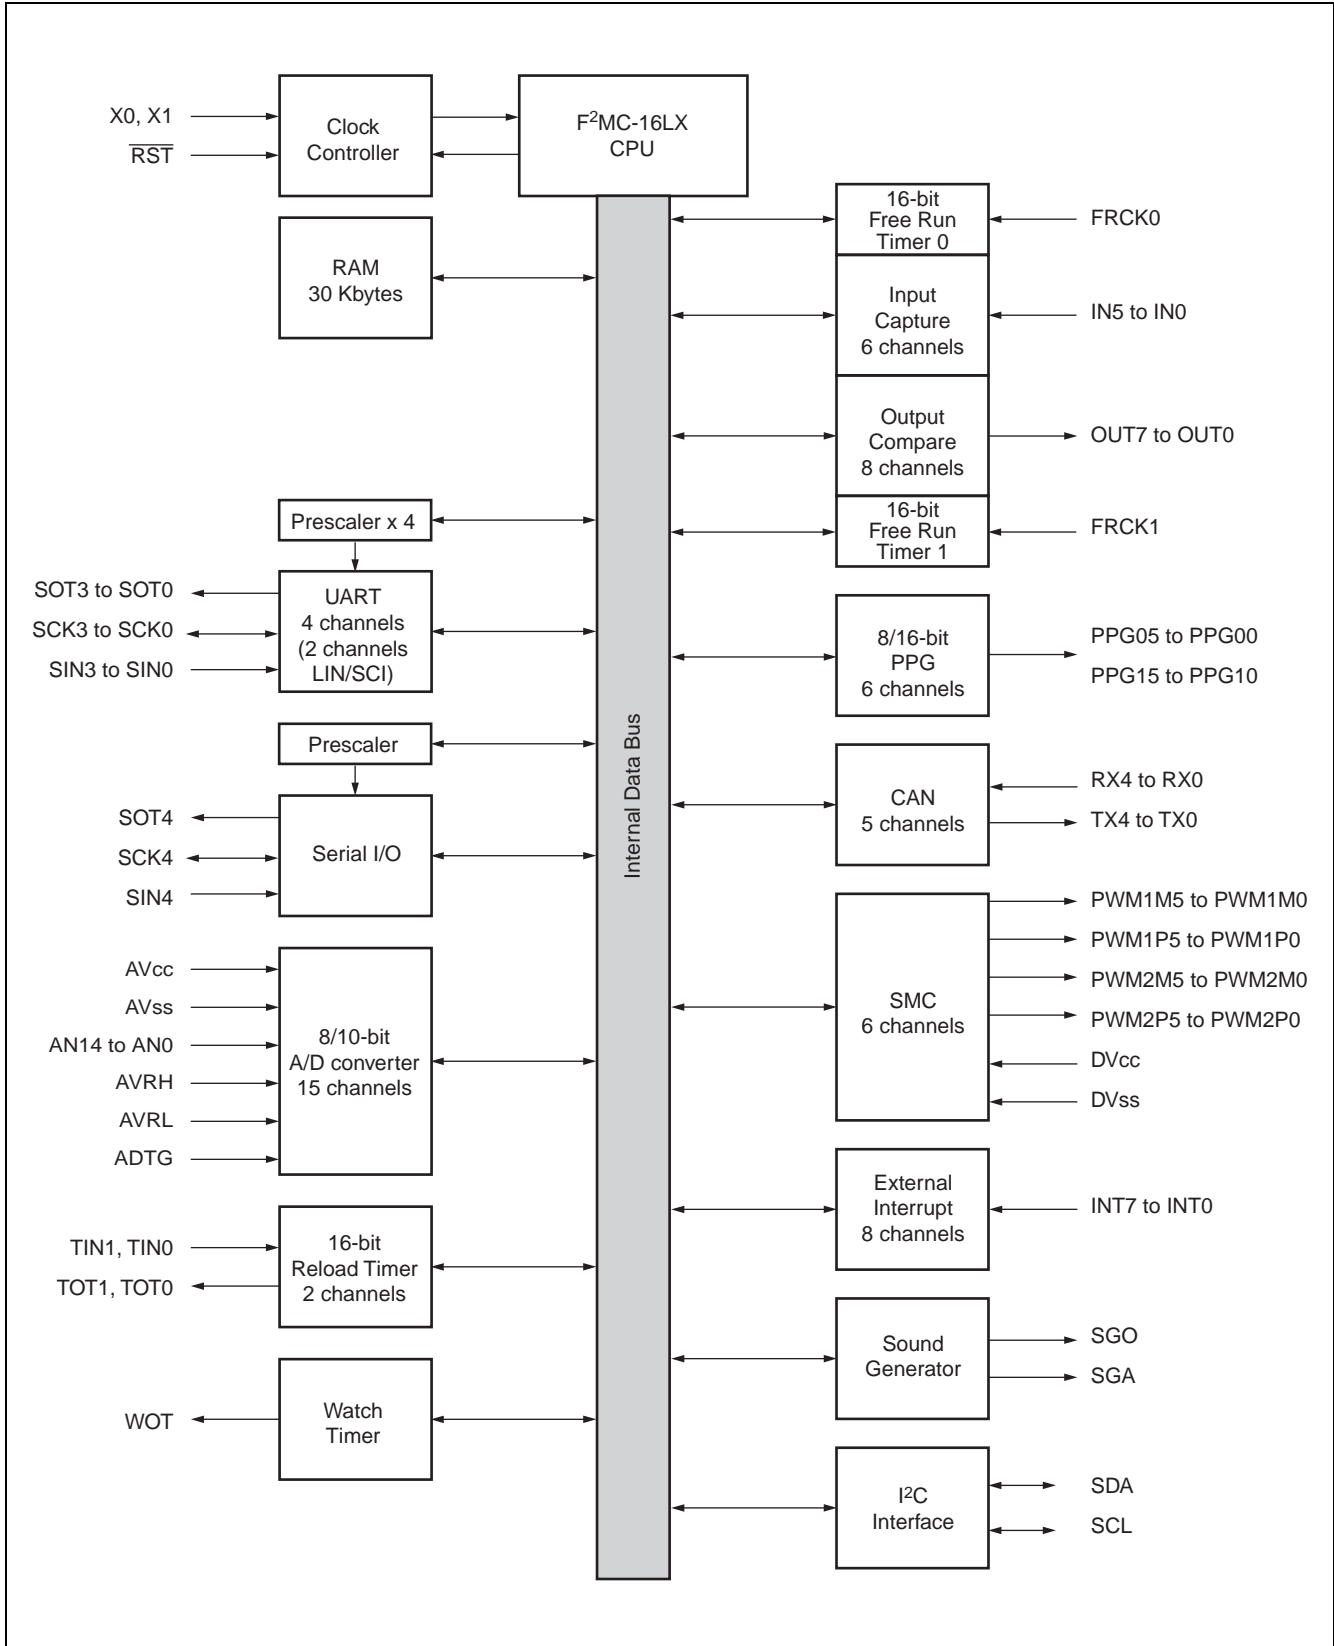 X0, X1
RST
Clock
Controller
F²MC-16LX
CPU
RAM
30 Kbytes
Prescaler x 4
SOT3 to SOT0
SCK3 to SCK0
SIN3 to SIN0
UART
4 channels
(2 channels
LIN/SCI)
Prescaler
SOT4
SCK4
SIN4
Serial I/O
AVcc
AVss
AN14 to AN0
AVRH
AVRL
ADTG
8/10-bit
A/D converter
15 channels
TIN1, TIN0
TOT1, TOT0
16-bit
Reload Timer
2 channels
WOT
Watch
Timer
Internal Data Bus
16-bit
Free Run
Timer 0
FRCK0
Input
Capture
6 channels
IN5 to IN0
Output
Compare
8 channels
OUT7 to OUT0
16-bit
Free Run
Timer 1
FRCK1
8/16-bit
PPG
6 channels
PPG05 to PPG00
PPG15 to PPG10
CAN
5 channels
RX4 to RX0
TX4 to TX0
SMC
6 channels
PWM1M5 to PWM1M0
PWM1P5 to PWM1P0
PWM2M5 to PWM2M0
PWM2P5 to PWM2P0
DVcc
DVss
External
Interrupt
8 channels
INT7 to INT0
Sound
Generator
SGO
SGA
I²C
Interface
SDA
SCL